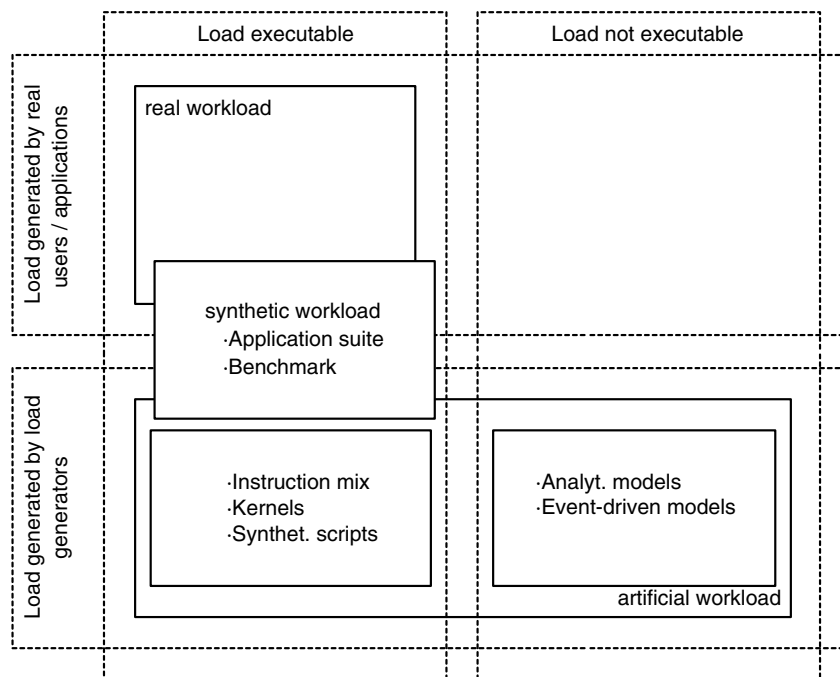 Load executable
Load not executable
Load generated by real
users / applications
real workload
synthetic workload
·Application suite
·Benchmark
Load generated by load
generators
·Instruction mix
·Kernels
·Synthet. scripts
·Analyt. models
·Event-driven models
artificial workload